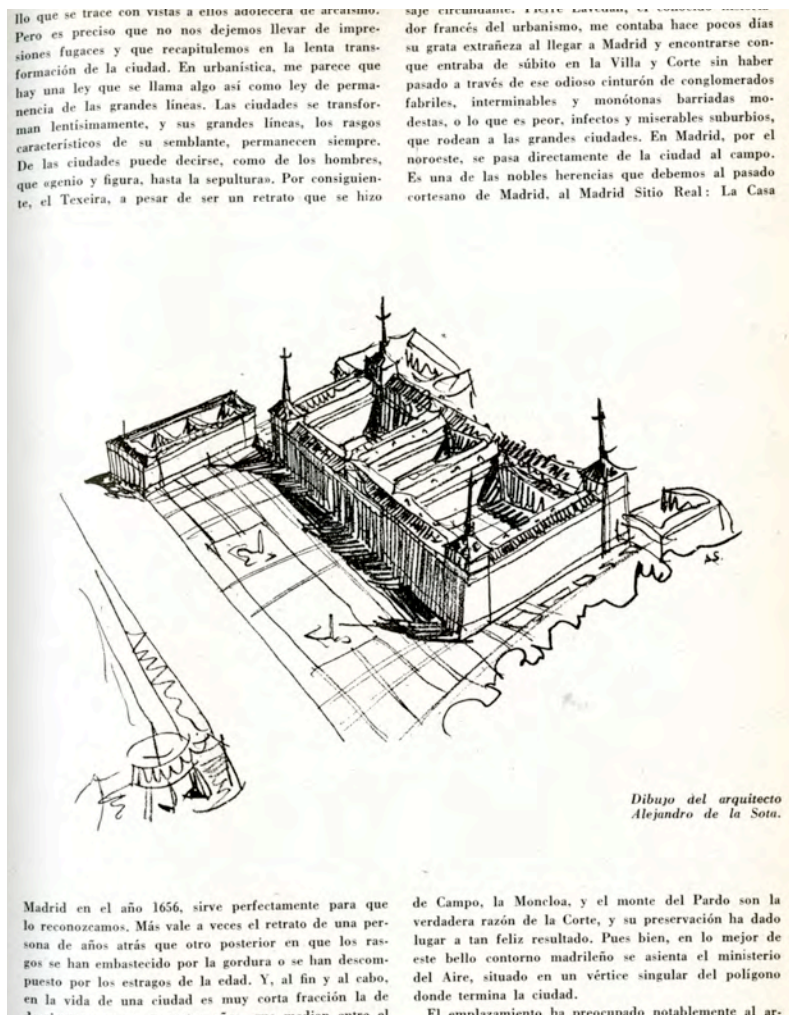 llo que se trace con vistas a ellos adolecerá de arcaísmo.
Pero es preciso que no nos dejemos llevar de impre-
siones fugaces y que recapitulemos en la lenta trans-
formación de la ciudad. En urbanística, me parece que
hay una ley que se llama algo así como ley de perma-
nencia de las grandes líneas. Las ciudades se transfor-
man lentísimamente, y sus grandes líneas, los rasgos
característicos de su semblante, permanecen siempre.
De las ciudades puede decirse, como de los hombres,
que «genio y figura, hasta la sepultura». Por consiguien-
te, el Texeira, a pesar de ser un retrato que se hizo
saje circundante. Pierre Lavedan, el conocido
dor francés del urbanismo, me contaba hace pocos días
su grata extrañeza al llegar a Madrid y encontrarse con-
que entraba de súbito en la Villa y Corte sin haber
pasado a través de ese odioso cinturón de conglomerados
fabriles, interminables y monótonas barriadas mo-
destas, o lo que es peor, infectos y miserables suburbios,
que rodean a las grandes ciudades. En Madrid, por el
noroeste, se pasa directamente de la ciudad al campo.
Es una de las nobles herencias que debemos al pasado
cortesano de Madrid, al Madrid Sitio Real: La Casa
A.S.
Dibujo del arquitecto
Alejandro de la Sota.
Madrid en el año 1656, sirve perfectamente para que
lo reconozcamos. Más vale a veces el retrato de una per-
sona de años atrás que otro posterior en que los ras-
gos se han embastecido por la gordura o se han descom-
puesto por los estragos de la edad. Y, al fin y al cabo,
en la vida de una ciudad es muy corta fracción la de
de Campo, la Moncloa, y el monte del Pardo son la
verdadera razón de la Corte, y su preservación ha dado
lugar a tan feliz resultado. Pues bien, en lo mejor de
este bello contorno madrileño se asienta el ministerio
del Aire, situado en un vértice singular del polígono
donde termina la ciudad.
El emplazamiento ha preocupado notablemente al ar-